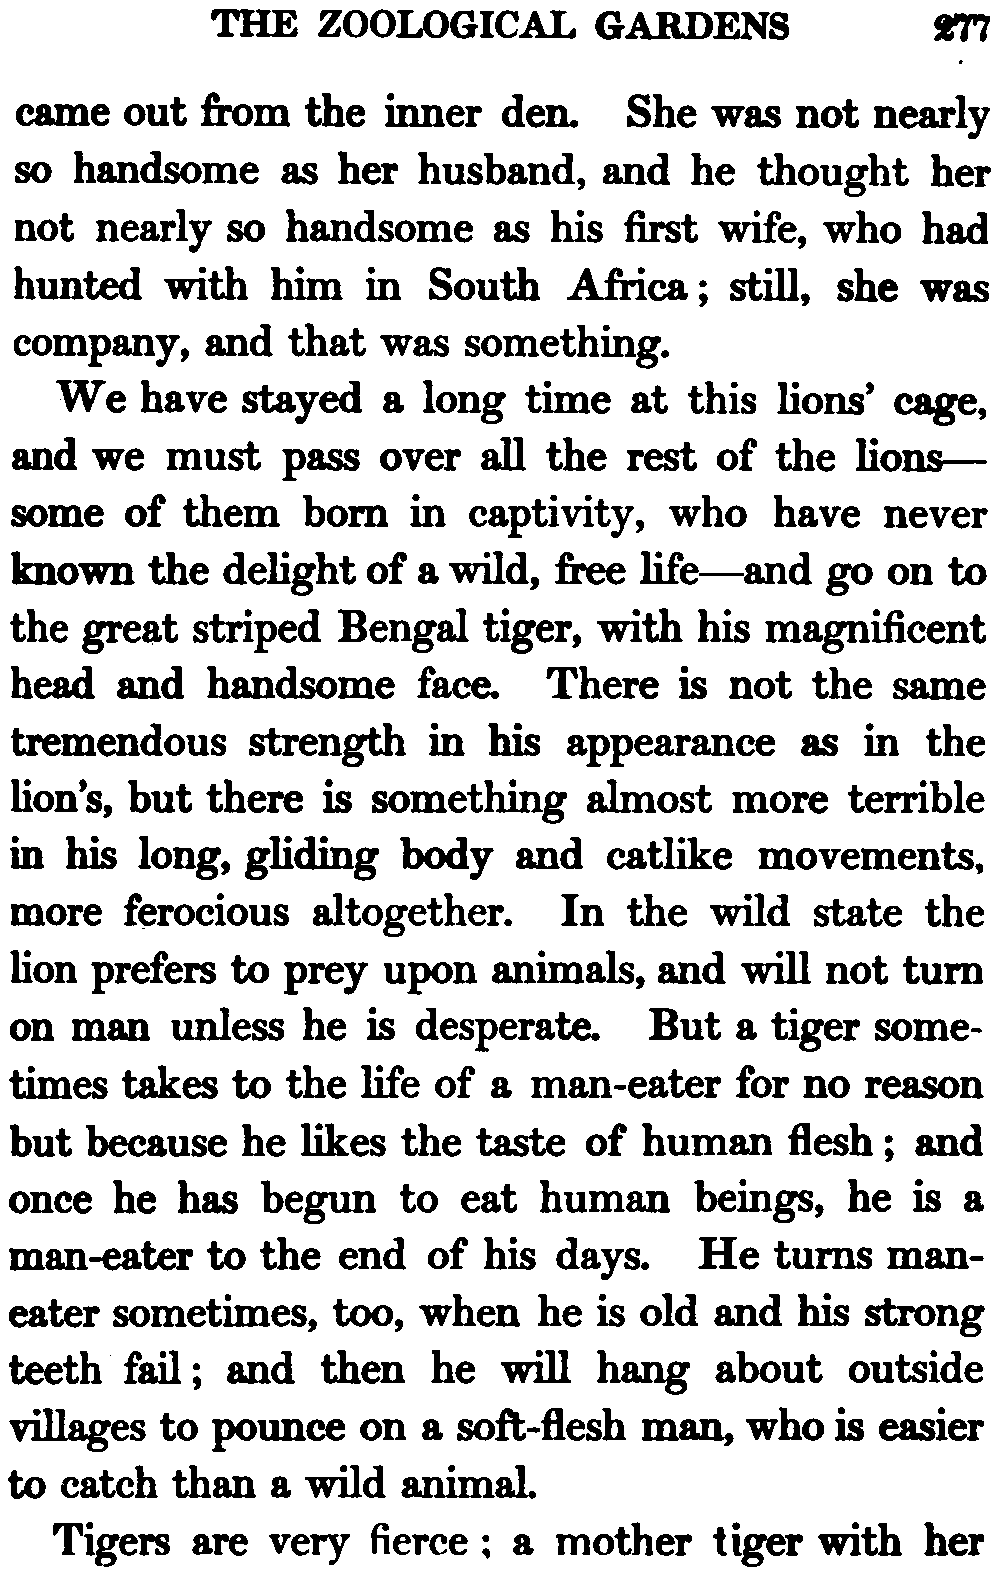 THE ZOOLOGICAL GARDENS 277
came out from the inner den. She was not nearly
so handsome as her husband, and he thought her
not nearly so handsome as his first wife, who had
hunted with him in South Africa; still, she was
company, and that was something.
We have stayed a long time at this lions' cage,
and we must pass over all the rest of the lions—
some of them born in captivity, who have never
known the delight of a wild, free life—and go on to
the great striped Bengal tiger, with his magnificent
head and handsome face. There is not the same
tremendous strength in his appearance as in the
lion's, but there is something almost more terrible
in his long, gliding body and catlike movements,
more ferocious altogether. In the wild state the
lion prefers to prey upon animals, and will not turn
on man unless he is desperate. But a tiger some-
times takes to the life of a man-eater for no reason
but because he likes the taste of human flesh; and
once he has begun to eat human beings, he is a
man-eater to the end of his days. He turns man-
eater sometimes, too, when he is old and his strong
teeth fail; and then he will hang about outside
villages to pounce on a soft-flesh man, who is easier
to catch than a wild animal.
Tigers are very fierce; a mother tiger with her